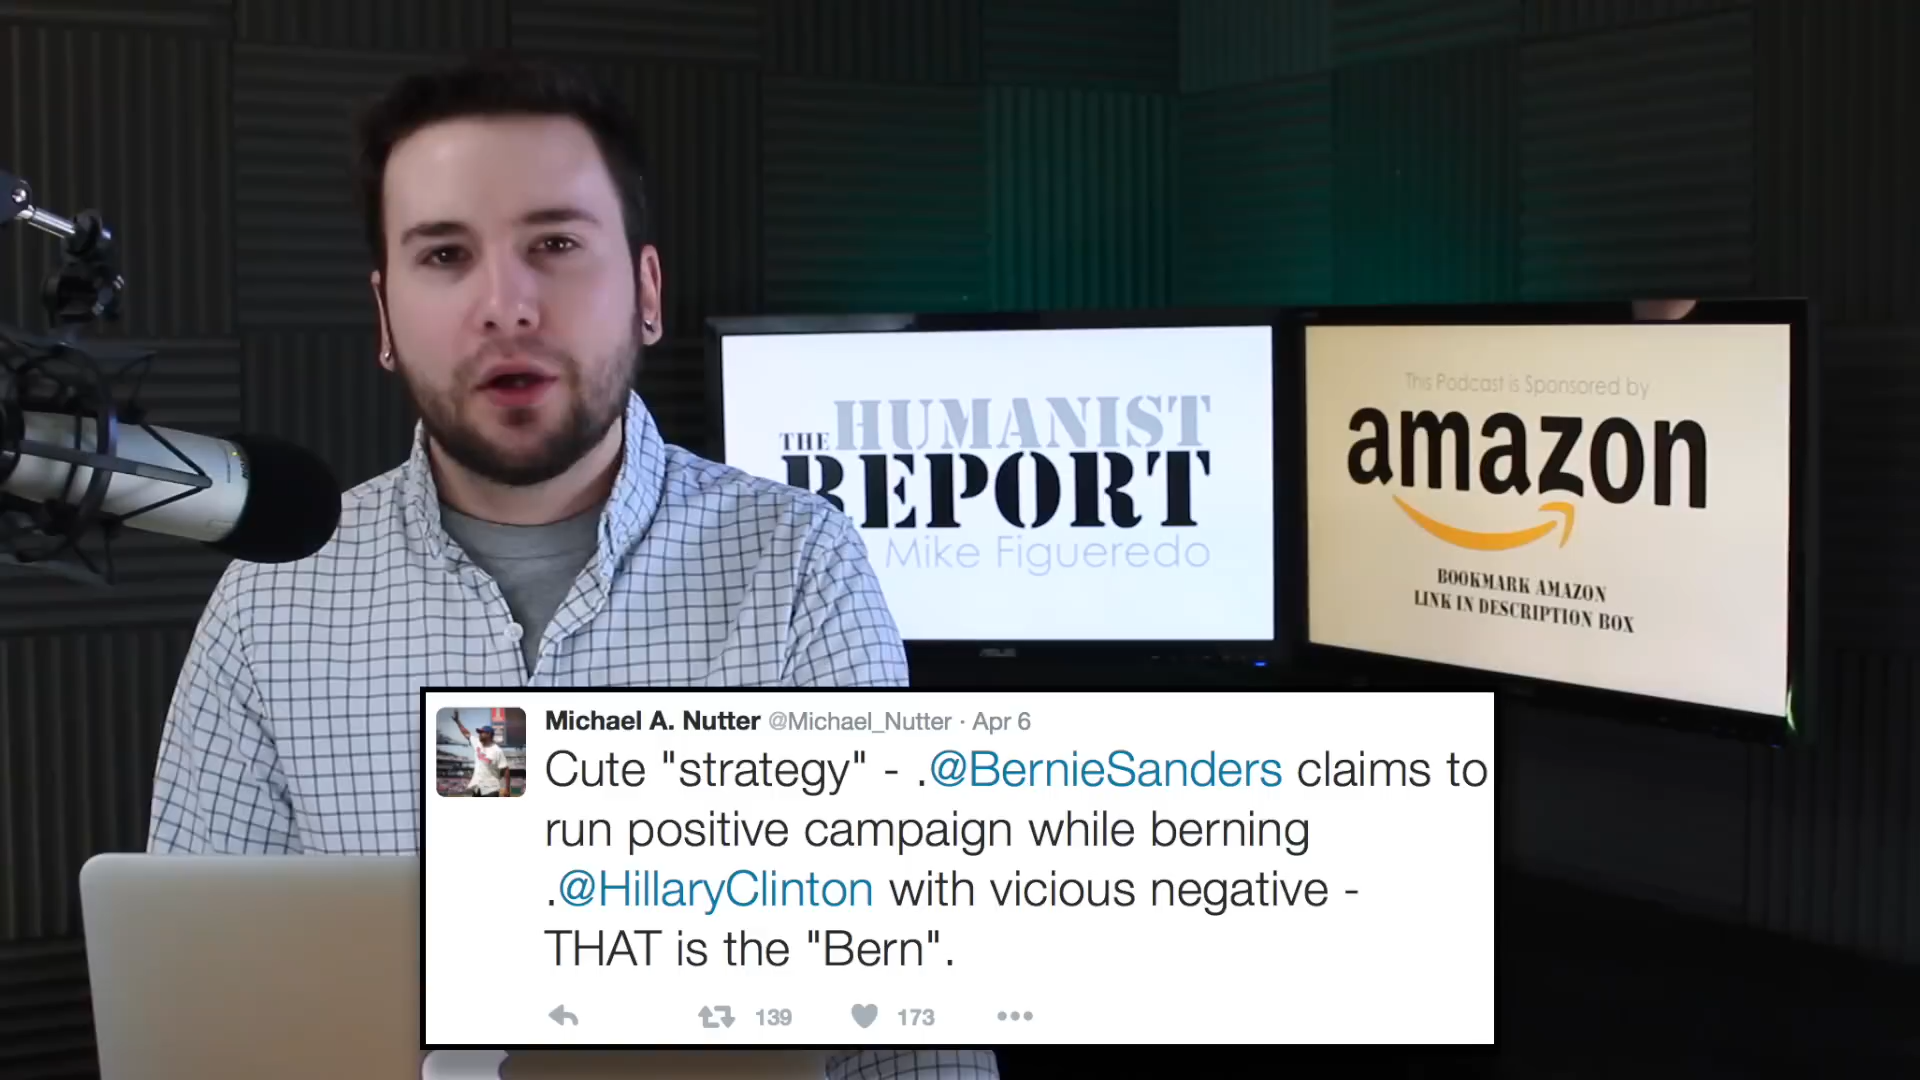 THE HUMANIST
REPORT
Mike Figueredo
This Podcast is Sponsored by
amazon
BOOKMARK AMAZON
LINK IN DESCRIPTION BOX
Michael A. Nutter @Michael_Nutter · Apr 6
Cute "strategy" - .@BernieSanders claims to
run positive campaign while berning
.@HillaryClinton with vicious negative -
THAT is the "Bern".
139 173